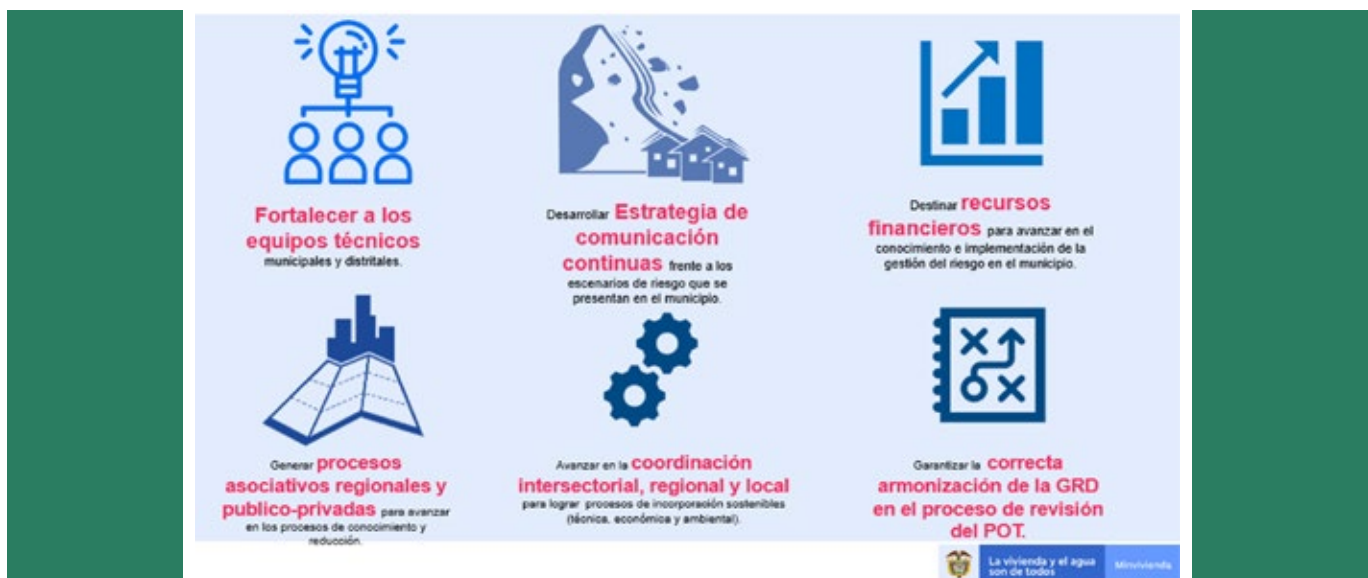 Fortalecer a los
equipos técnicos
municipales y distritales.
Desarrollar Estrategia de
comunicación
continuas frente a los
escenarios de riesgo que se
presentan en el municipio.
Destinar recursos
financieros para avanzar en el
conocimiento e implementación de la
gestión del riesgo en el municipio.
Generar procesos
asociativos regionales y
publico-privadas para avanzar
en los procesos de conocimiento y
reducción.
Avanzar en la coordinación
intersectorial, regional y local
para lograr procesos de incorporación sostenibles
(técnica, económica y ambiental).
Garantizar la correcta
armonización de la GRD
en el proceso de revisión
del POT.
La vivienda y el agua
son de todos
Minvivienda